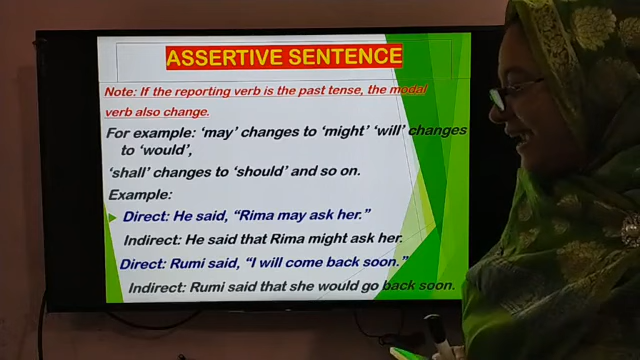 ASSERTIVE SENTENCE
Note: If the reporting verb is the past tense, the modal
verb also change.
For example: ‘may’ changes to ‘might’ ‘will’ changes
to ‘would’,
‘shall’ changes to ‘should’ and so on.
Example:
Direct: He said, “Rima may ask her.”
Indirect: He said that Rima might ask her.
Direct: Rumi said, “I will come back soon.”
Indirect: Rumi said that she would go back soon.